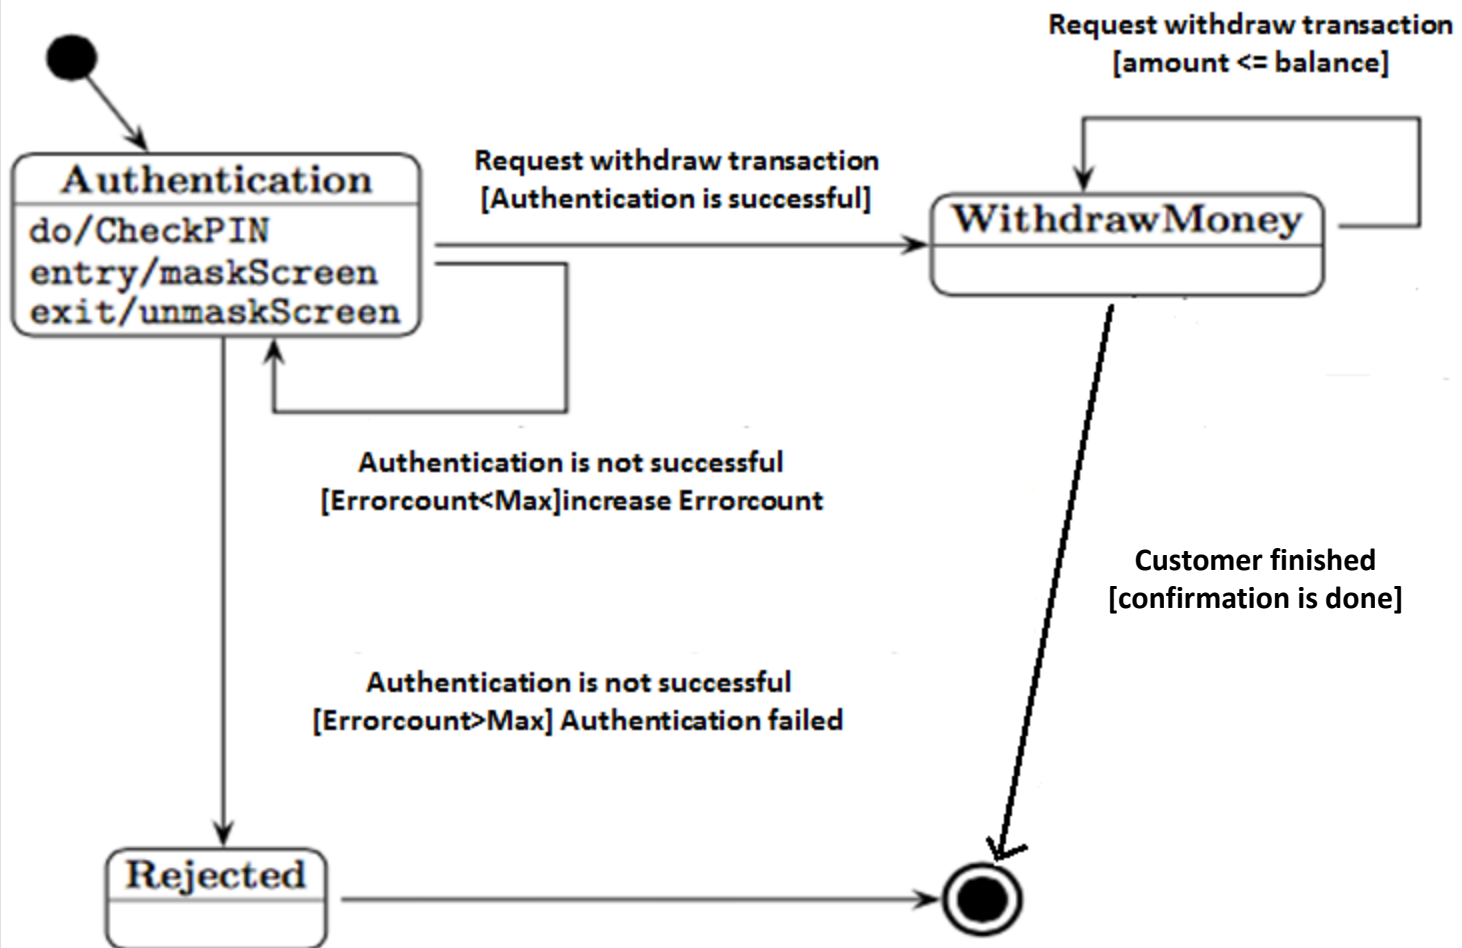 Request withdraw transaction
[amount <= balance]
Authentication
do/CheckPIN
entry/maskScreen
exit/unmaskScreen
Request withdraw transaction
[Authentication is successful]
WithdrawMoney
Authentication is not successful
[Errorcount<Max]increase Errorcount
Customer finished
[confirmation is done]
Authentication is not successful
[Errorcount>Max] Authentication failed
Rejected